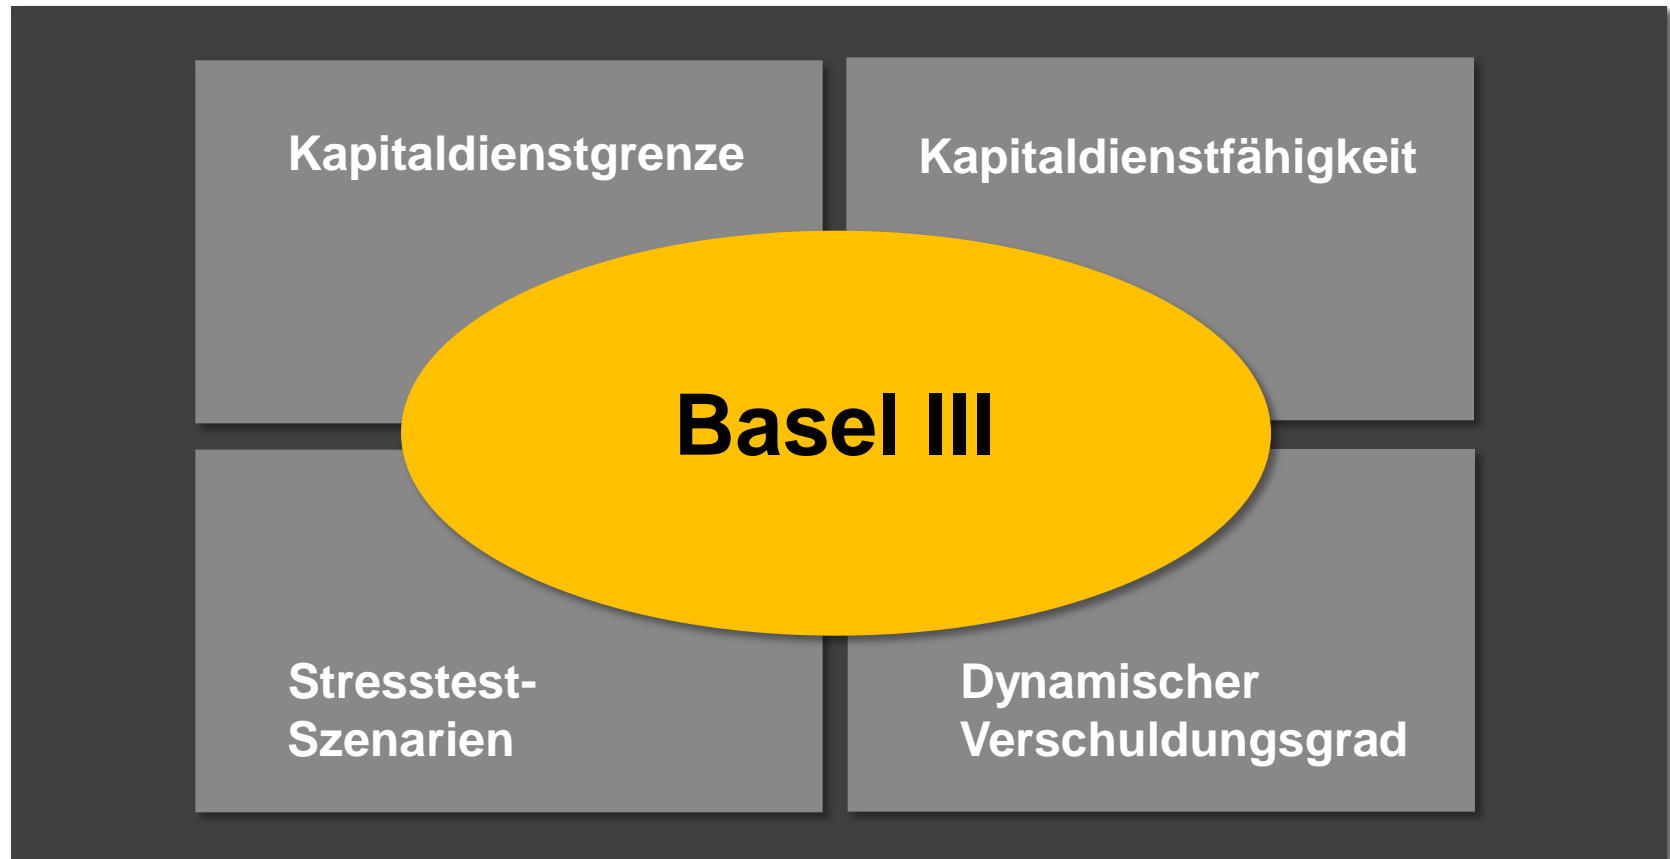 Kapitaldienstgrenze
Kapitaldienstfähigkeit
Basel III
Stresstest-
Szenarien
Dynamischer
Verschuldungsgrad